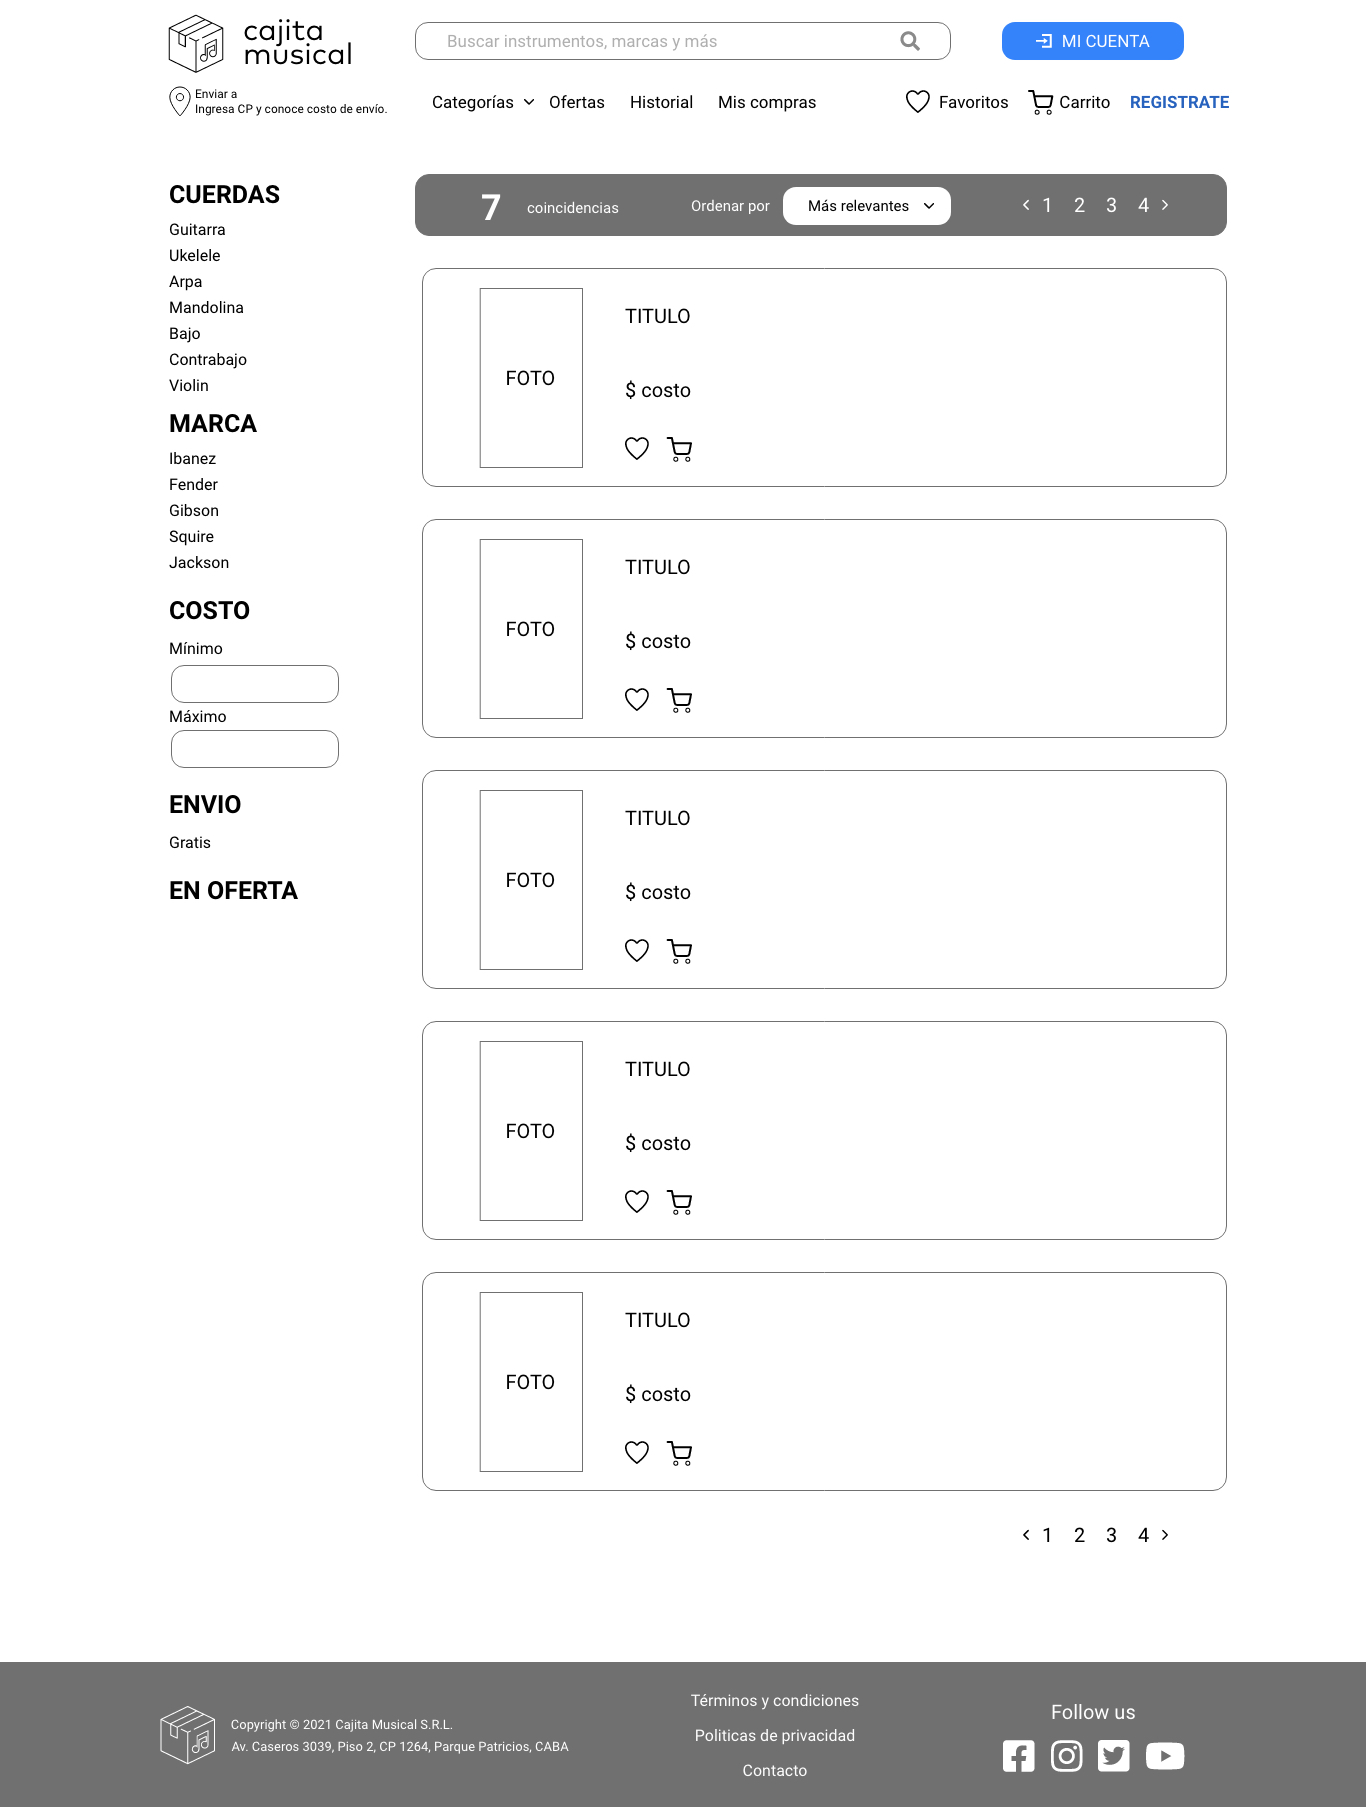 cajita
musical
Buscar instrumentos, marcas y más
MI CUENTA
Enviar a
Ingresa CP y conoce costo de envío.
Categorías Ofertas Historial Mis compras Favoritos Carrito REGISTRATE
CUERDAS
Guitarra
Ukelele
Arpa
Mandolina
Bajo
Contrabajo
Violin
MARCA
Ibanez
Fender
Gibson
Squire
Jackson
COSTO
Mínimo
Máximo
ENVIO
Gratis
EN OFERTA
7 coincidencias Ordenar por Más relevantes 1 2 3 4
FOTO
TITULO
$ costo
FOTO
TITULO
$ costo
FOTO
TITULO
$ costo
FOTO
TITULO
$ costo
FOTO
TITULO
$ costo
1 2 3 4
Copyright © 2021 Cajita Musical S.R.L.
Av. Caseros 3039, Piso 2, CP 1264, Parque Patricios, CABA
Términos y condiciones
Politicas de privacidad
Contacto
Follow us